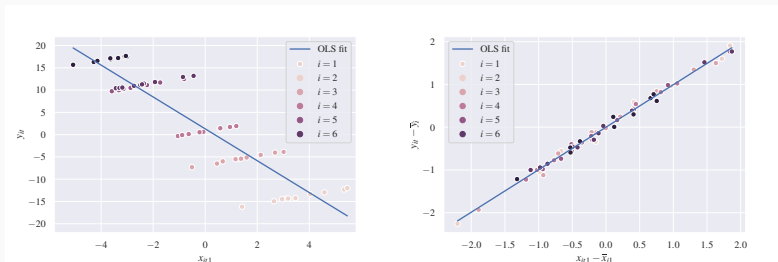 OLS fit
i = 1
i = 2
i = 3
i = 4
i = 5
i = 6
20
15
10
5
0
−5
−10
−15
−20
y_it
−4
−2
0
2
4
x_it1
OLS fit
i = 1
i = 2
i = 3
i = 4
i = 5
i = 6
2
1
0
−1
−2
y_it − y̅_i
−2.0
−1.5
−1.0
−0.5
0.0
0.5
1.0
1.5
2.0
x_it1 − x̅_i1